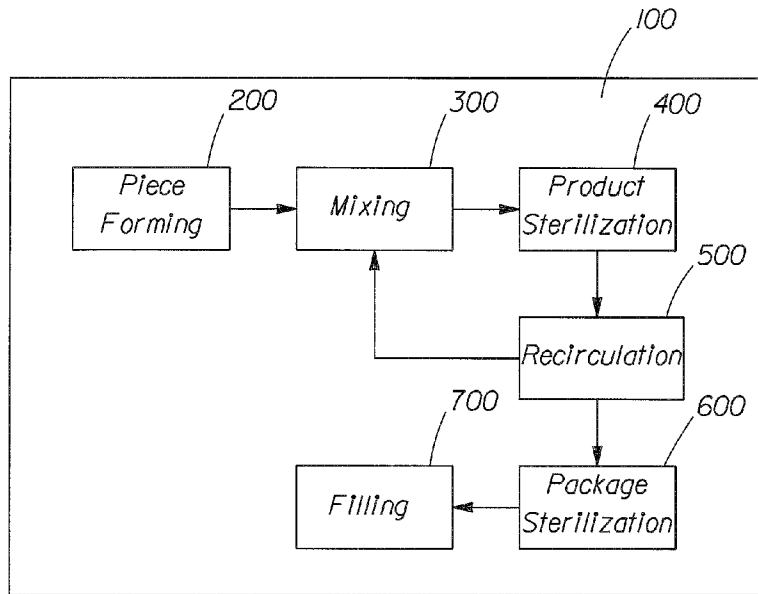 100
200
300
400
Piece
Forming
Mixing
Product
Sterilization
500
Recirculation
700
600
Filling
Package
Sterilization